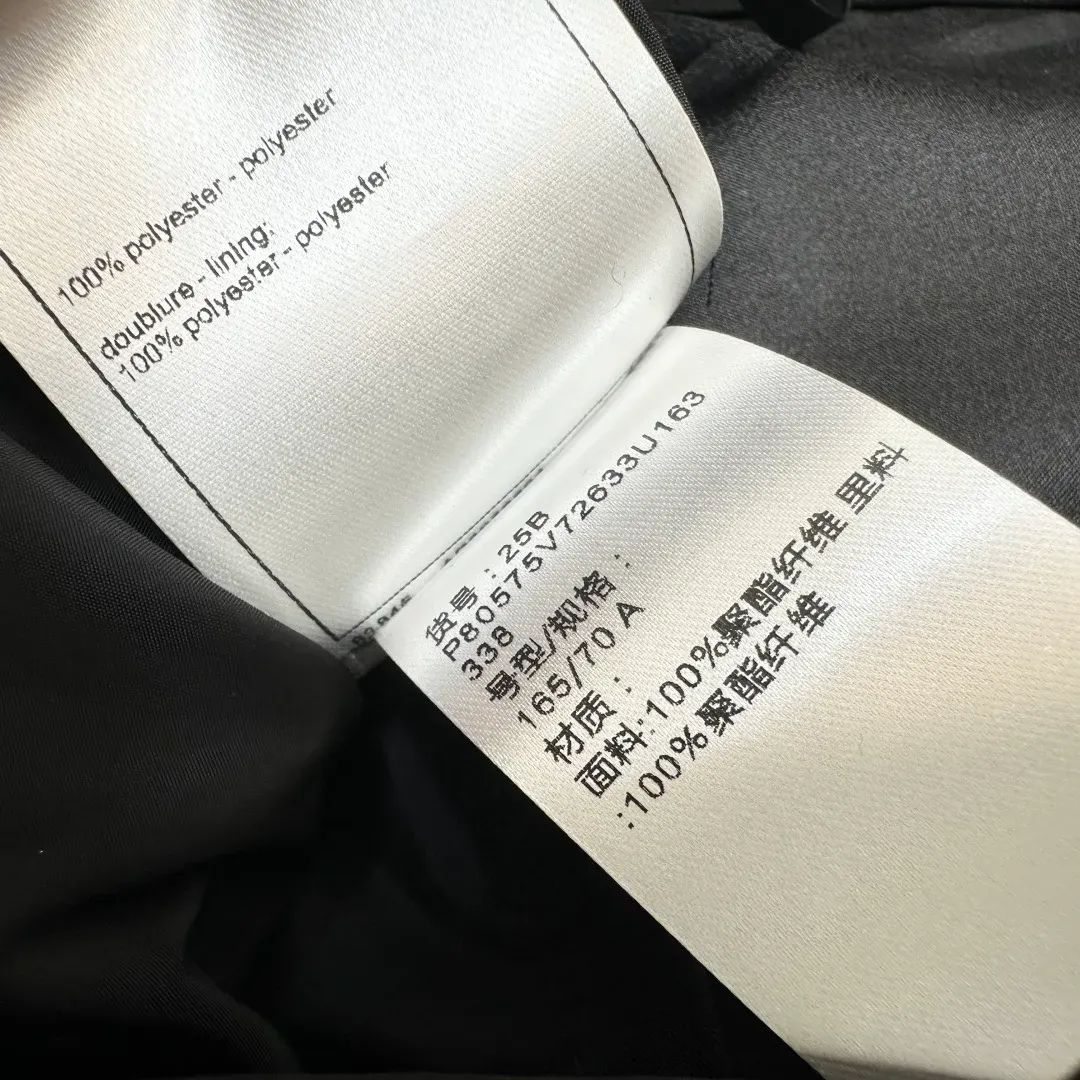 100% polyester - polyester
doublure - lining:
100% polyester - polyester
货号：25B
P80575V72633U163
338
号型/规格：
165/70 A
材质：
面料:100%聚酯纤维 里料
:100%聚酯纤维